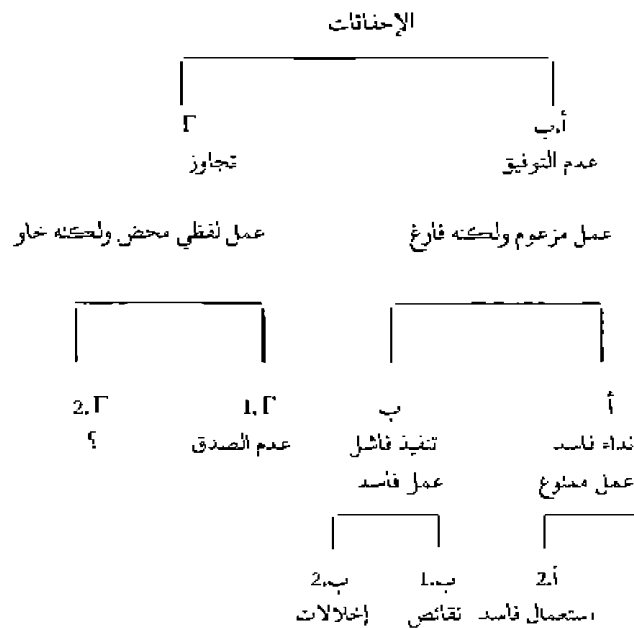 الإخفاقات
أ.ب Γ
عدم التوفيق تجاوز
عمل مزعوم ولكنه فارغ عمل لفظي محض ولكنه خاو
أ ب Γ.1 Γ.2
نداء فاسد تنفيذ فاشل عدم الصدق ؟
عمل ممنوع عمل فاسد
أ.2 ب.1 ب.2
استعمال فاسد نقائص إخلالات